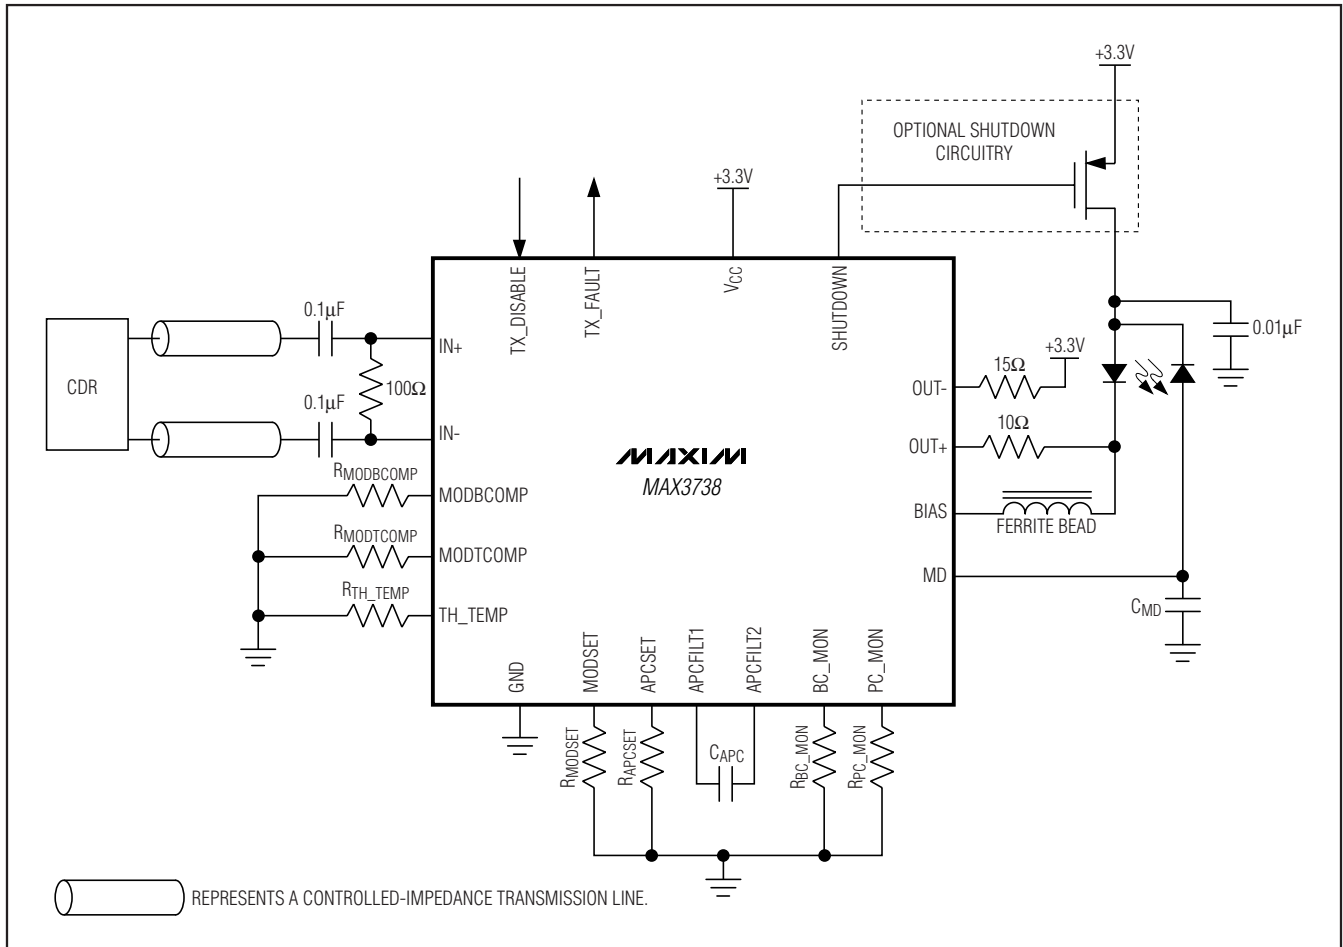 +3.3V
OPTIONAL SHUTDOWN
CIRCUITRY
+3.3V
TX_DISABLE
TX_FAULT
VCC
SHUTDOWN
0.1µF
0.01µF
CDR
IN+
100Ω
+3.3V
15Ω
OUT-
0.1µF
IN-
10Ω
OUT+
MAXIM
MAX3738
RMODBCOMP
MODBCOMP
BIAS
FERRITE BEAD
RMODTCOMP
MODTCOMP
MD
RTH_TEMP
TH_TEMP
CMD
GND
MODSET
APCSET
APCFILT1
APCFILT2
BC_MON
PC_MON
RMODSET
RAPCSET
CAPC
RBC_MON
RPC_MON
REPRESENTS A CONTROLLED-IMPEDANCE TRANSMISSION LINE.